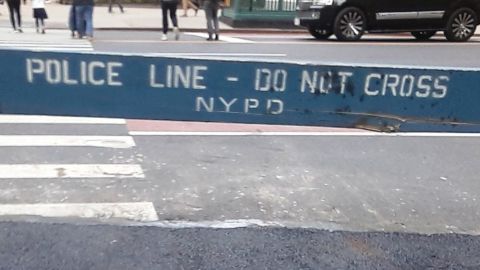 POLICE LINE - DO NOT CROSS
NYPD